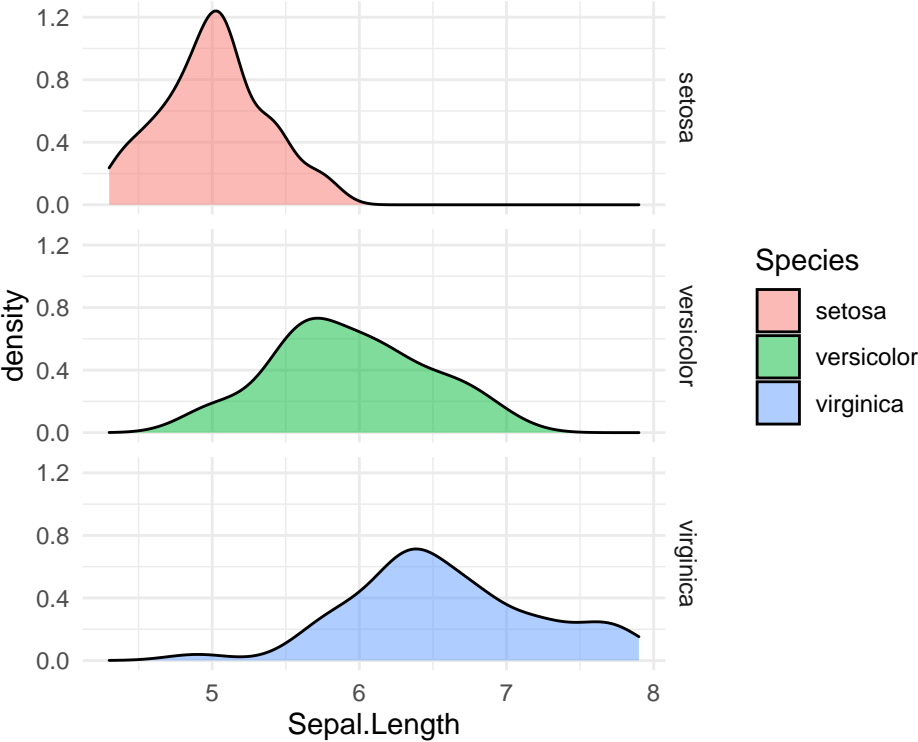 1.2
0.8
0.4
0.0
setosa
1.2
0.8
0.4
0.0
versicolor
1.2
0.8
0.4
0.0
virginica
density
5 6 7 8
Sepal.Length
Species
setosa
versicolor
virginica